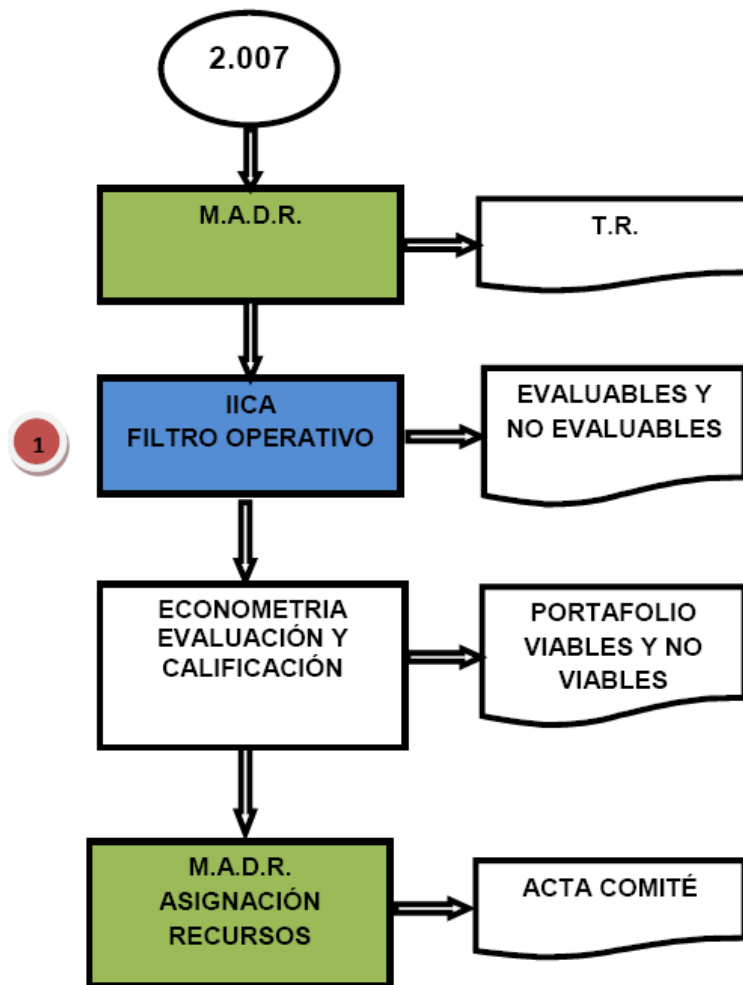 2.007
M.A.D.R.
T.R.
IICA
FILTRO OPERATIVO
EVALUABLES Y
NO EVALUABLES
1
ECONOMETRIA
EVALUACIÓN Y
CALIFICACIÓN
PORTAFOLIO
VIABLES Y NO
VIABLES
M.A.D.R.
ASIGNACIÓN
RECURSOS
ACTA COMITÉ